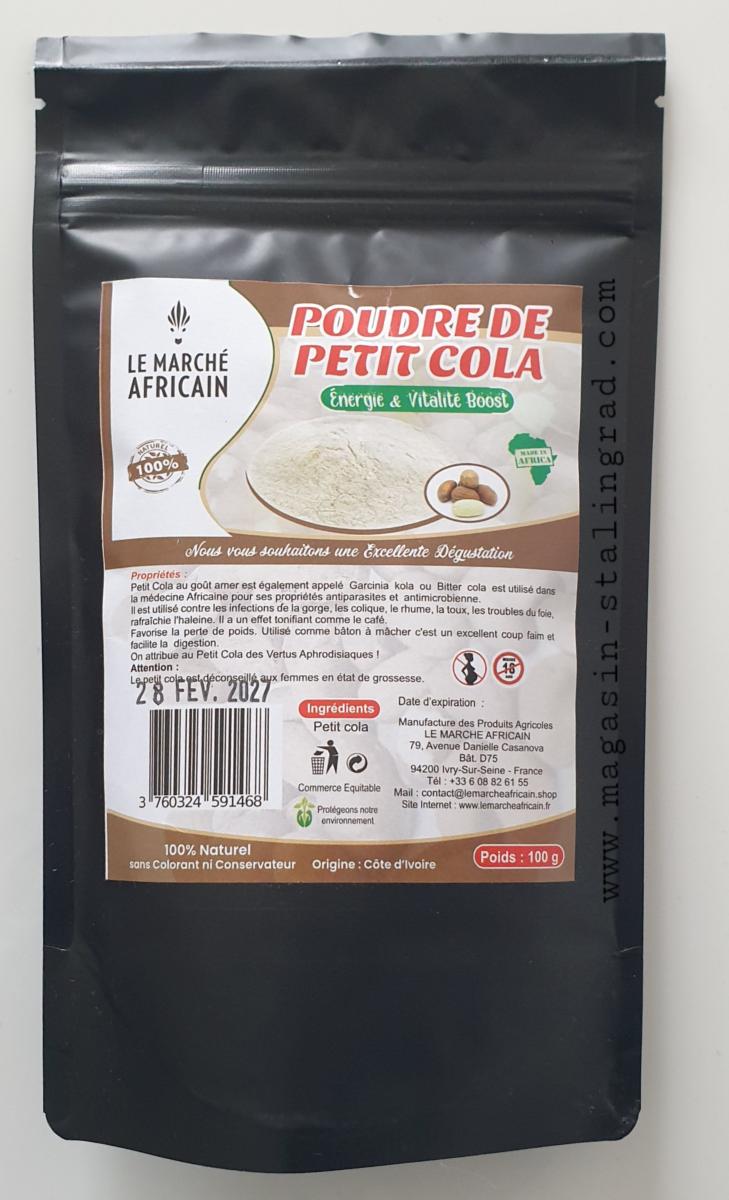 LE MARCHÉ
AFRICAIN
NATUREL
100%
POUDRE DE
PETIT COLA
Énergie & Vitalité Boost
MADE IN
AFRICA
Nous vous souhaitons une Excellente Dégustation
Propriétés :
Petit Cola au goût amer est également appelé Garcinia kola ou Bitter cola est utilisé dans
la médecine Africaine pour ses propriétés antiparasites et antimicrobienne.
Il est utilisé contre les infections de la gorge, les colique, le rhume, la toux, les troubles du foie,
rafraîchie l'haleine. Il a un effet tonifiant comme le café.
Favorise la perte de poids. Utilisé comme bâton à mâcher c'est un excellent coup faim et
facilite la digestion.
On attribue au Petit Cola des Vertus Aphrodisiaques !
Attention :
Le petit cola est déconseillé aux femmes en état de grossesse.
18
28 FEV. 2027
3 760324 591468
Ingrédients
Petit cola
Commerce Equitable
Protégeons notre
environnement
Date d'expiration :
Manufacture des Produits Agricoles
LE MARCHE AFRICAIN
79, Avenue Danielle Casanova
Bât. D75
94200 Ivry-Sur-Seine - France
Tél : +33 6 08 82 61 55
Mail : contact@lemarcheafricain.shop
Site Internet : www.lemarcheafricain.fr
100% Naturel
sans Colorant ni Conservateur
Origine : Côte d'Ivoire
Poids : 100 g
www.magasin-stalingrad.com